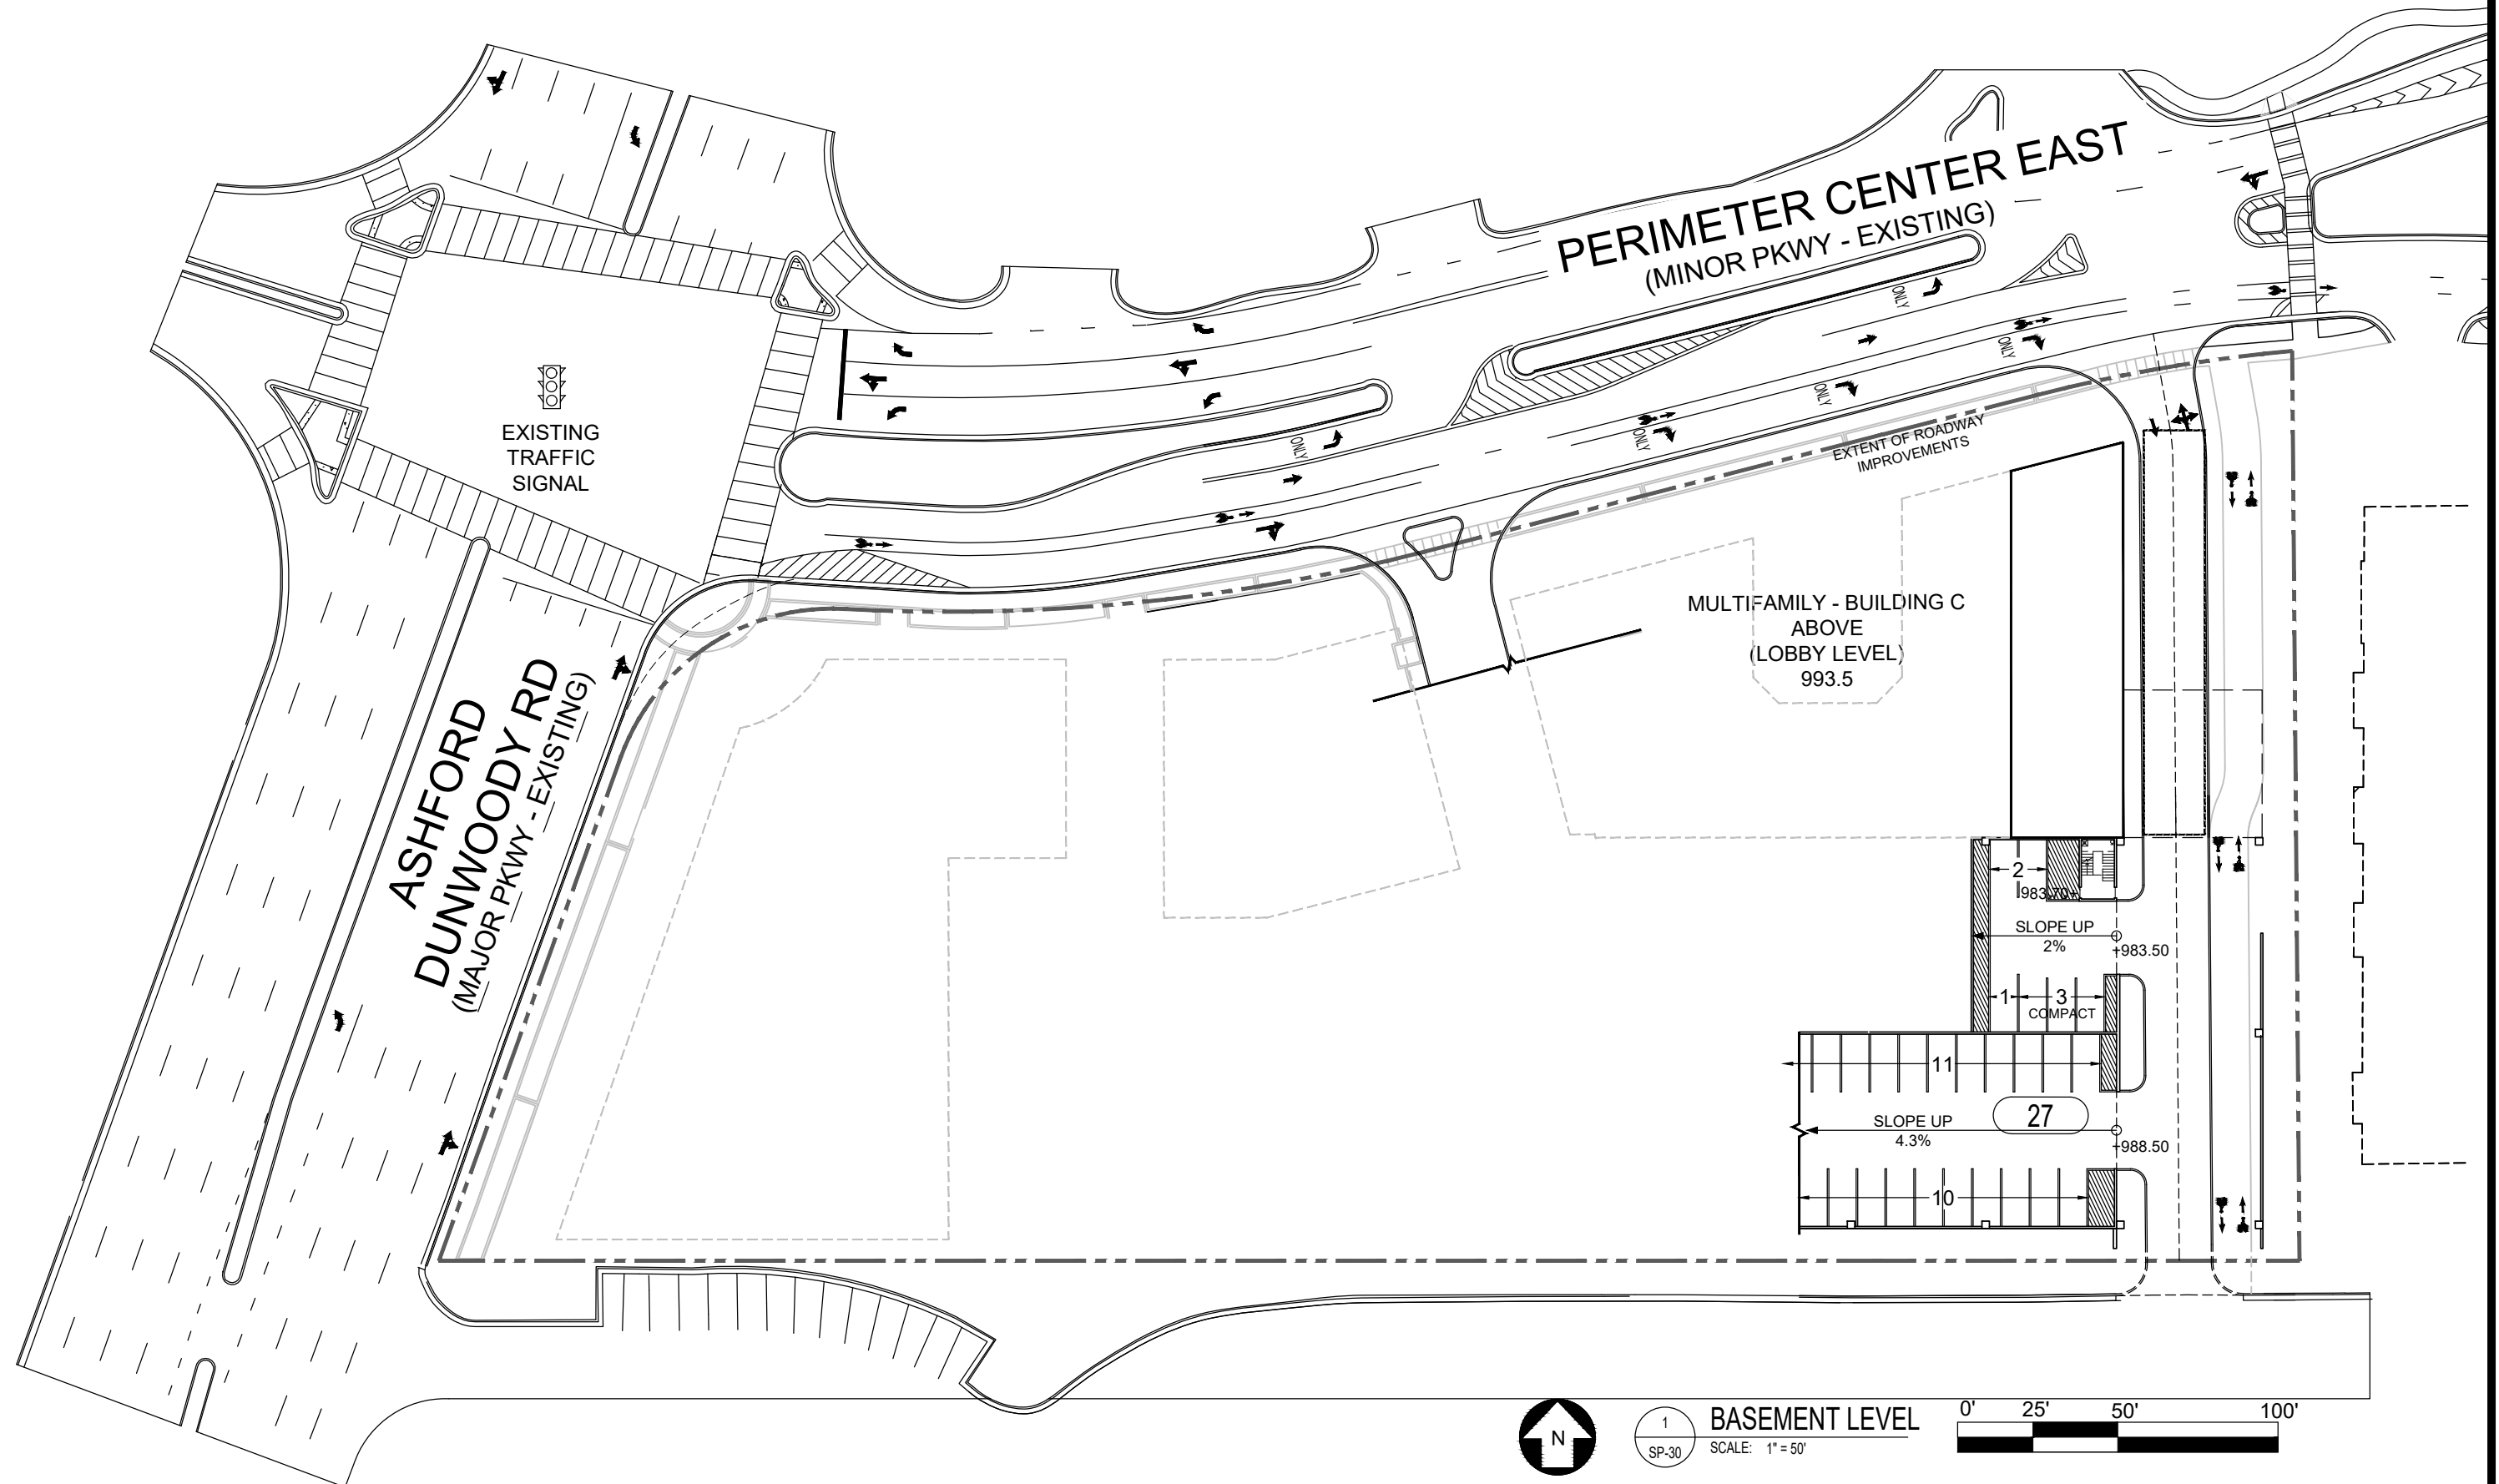 PERIMETER CENTER EAST
(MINOR PKWY - EXISTING)
ONLY
ONLY
ONLY
ONLY
ONLY
EXISTING
TRAFFIC
SIGNAL
EXTENT OF ROADWAY
IMPROVEMENTS
MULTIFAMILY - BUILDING C
ABOVE
(LOBBY LEVEL)
993.5
ASHFORD
DUNWOODY RD
(MAJOR PKWY - EXISTING)
2
983.70+
SLOPE UP
2%
+983.50
1
3
COMPACT
11
27
SLOPE UP
4.3%
+988.50
10
N
1
SP-30
BASEMENT LEVEL
SCALE: 1" = 50'
0' 25' 50' 100'